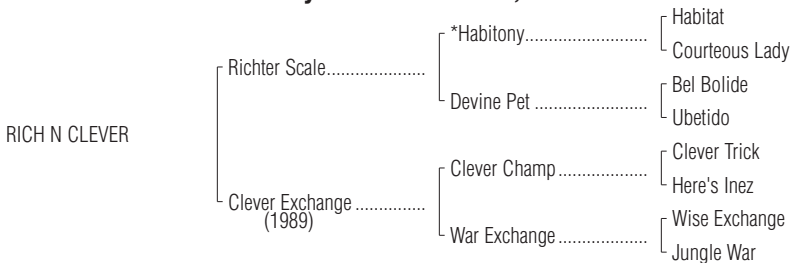 Habitat
*Habitony.....................................
Courteous Lady
Richter Scale.....................
Bel Bolide
Devine Pet ..........................
Ubetido
RICH N CLEVER
Clever Trick
Clever Champ.....................
Here's Inez
Clever Exchange ...............
(1989)
Wise Exchange
War Exchange.....................
Jungle War